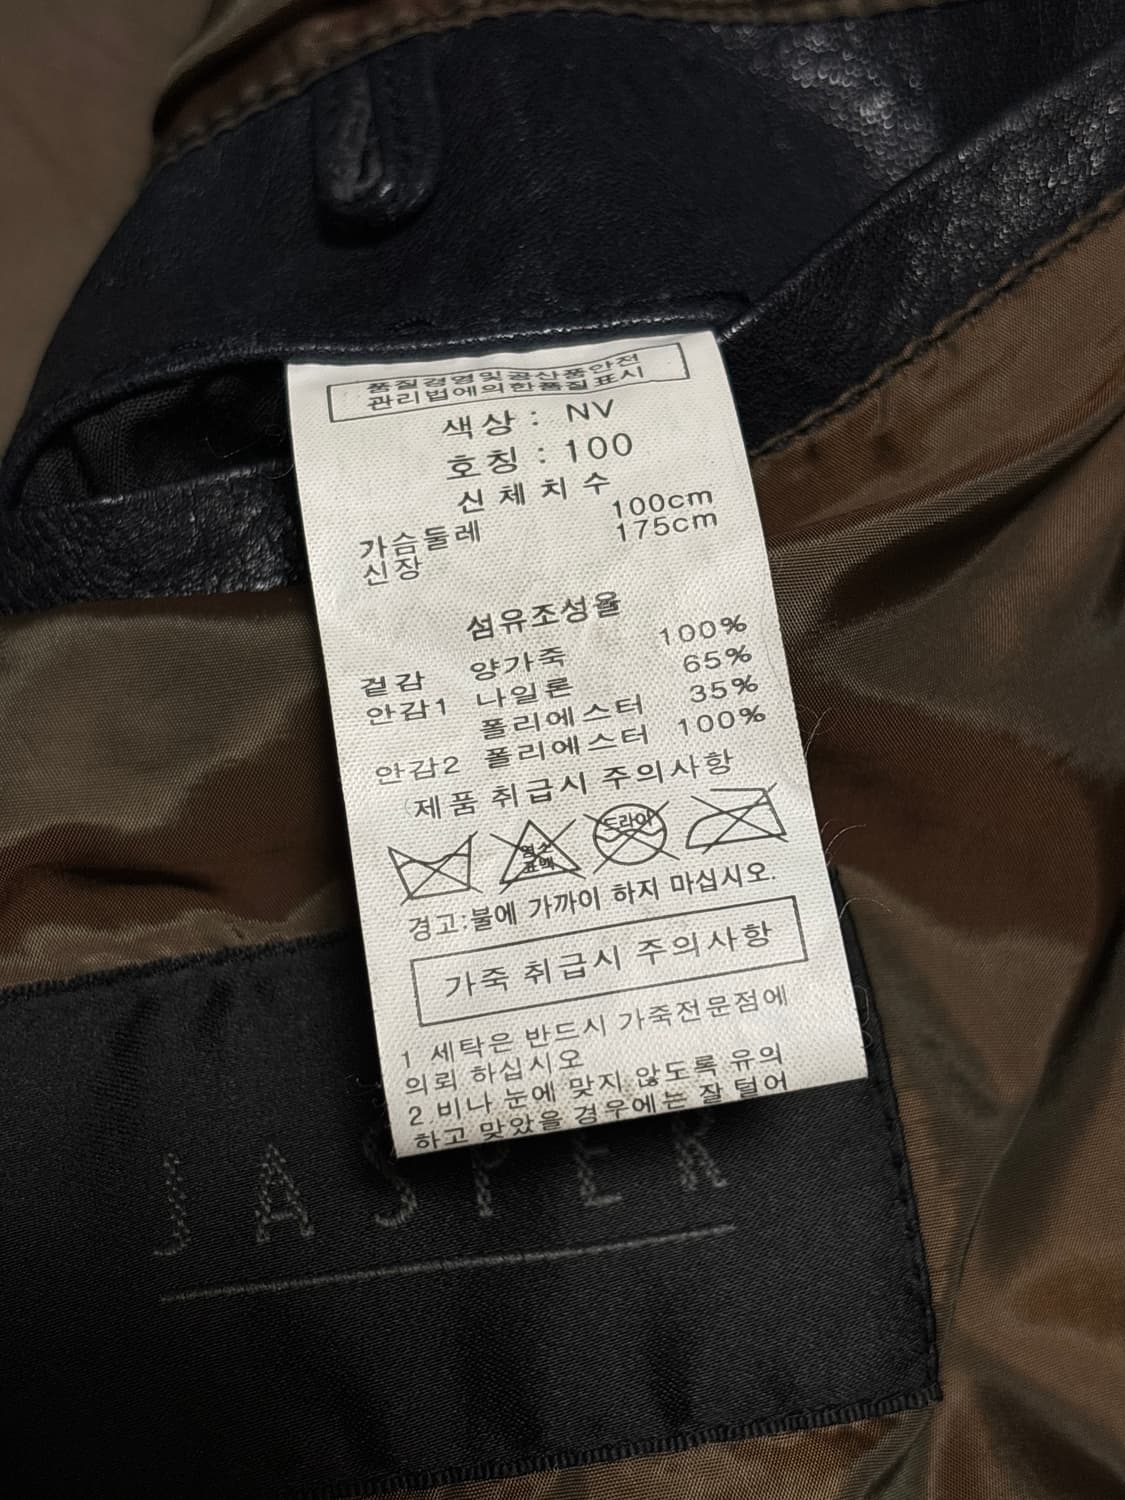 품질경영및공산품안전
관리법에의한품질표시
색상 : NV
호칭 : 100
신체치수
가슴둘레 100cm
신장 175cm
섬유조성율
겉감 양가죽 100%
안감1 나일론 65%
폴리에스터 35%
안감2 폴리에스터 100%
제품 취급시 주의사항
염소 표백
드라이
경고:불에 가까이 하지 마십시오.
가죽 취급시 주의사항
1 세탁은 반드시 가죽전문점에
의뢰 하십시오
2 비나 눈에 맞지 않도록 유의
하고 맞았을 경우에는 잘 털어
JASPER